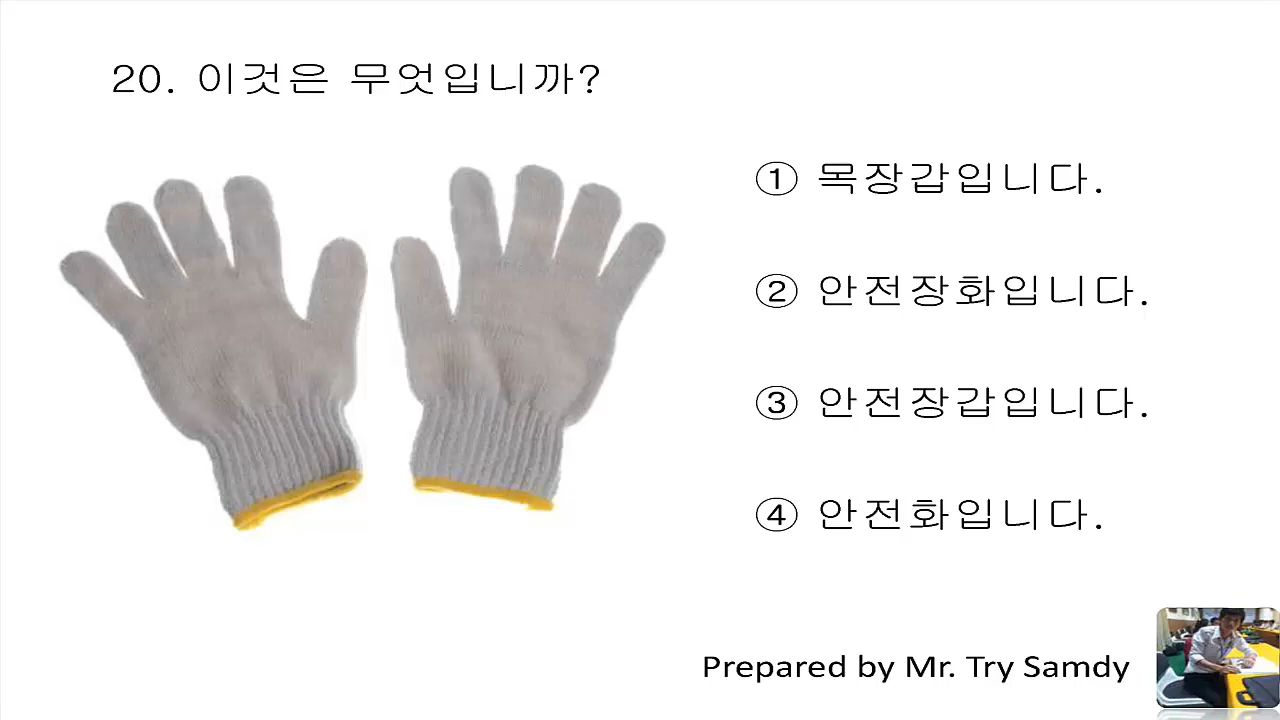 20. 이것은 무엇입니까?
① 목장갑입니다.
② 안전장화입니다.
③ 안전장갑입니다.
④ 안전화입니다.
Prepared by Mr. Try Samdy